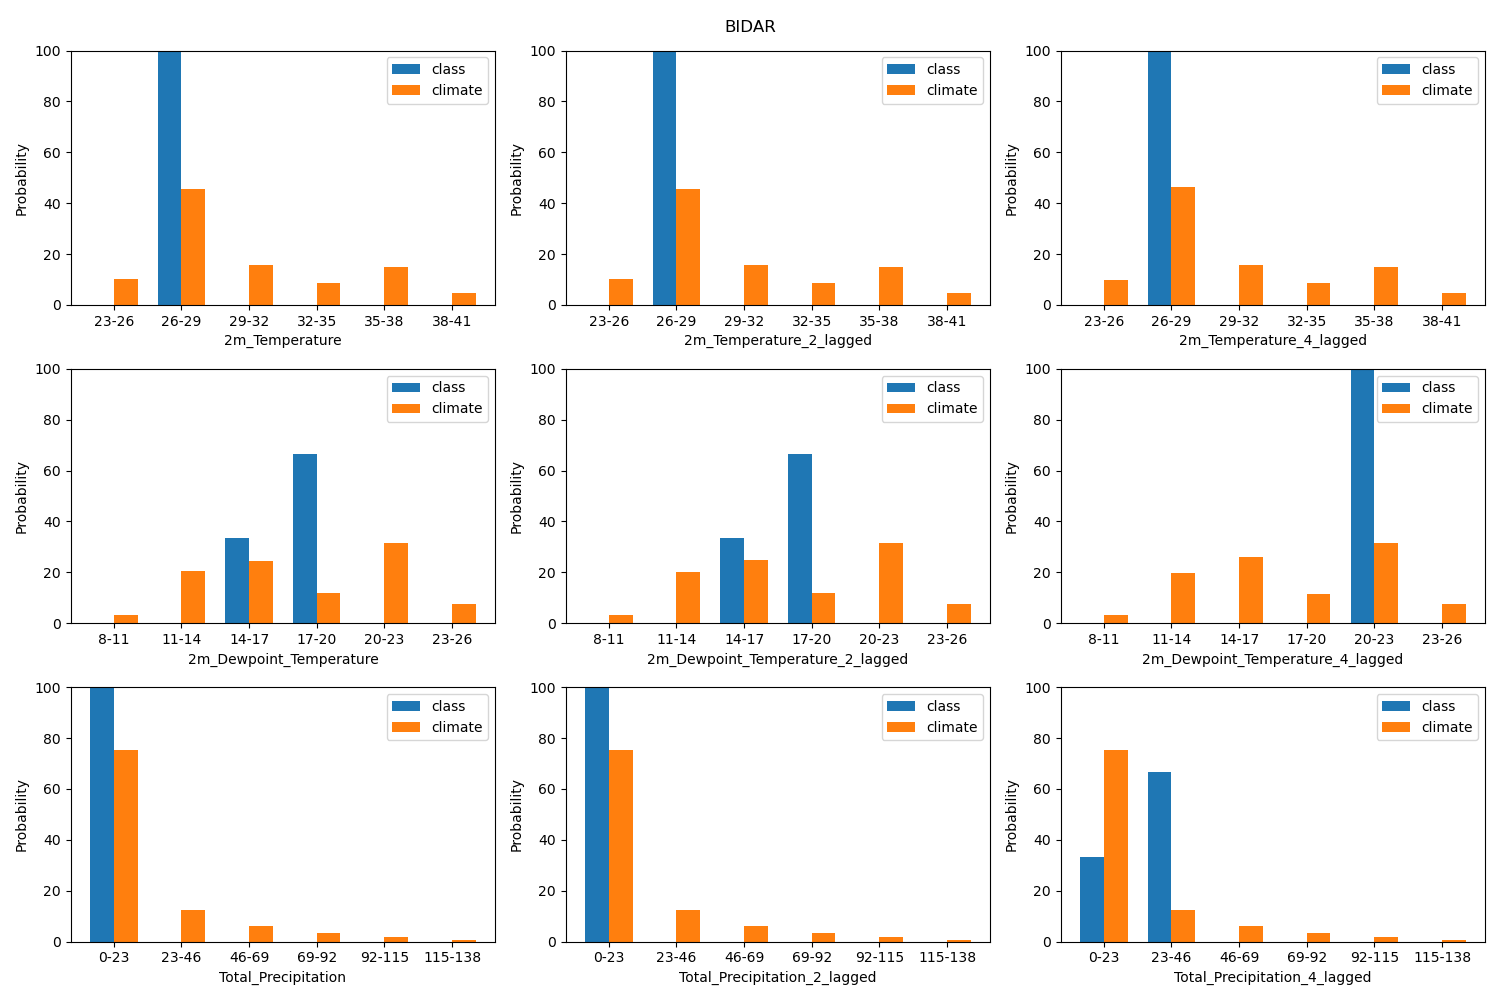 BIDAR
100
80
60
40
20
0
Probability
class
climate
23-26 26-29 29-32 32-35 35-38 38-41
2m_Temperature
100
80
60
40
20
0
Probability
class
climate
23-26 26-29 29-32 32-35 35-38 38-41
2m_Temperature_2_lagged
100
80
60
40
20
0
Probability
class
climate
23-26 26-29 29-32 32-35 35-38 38-41
2m_Temperature_4_lagged
100
80
60
40
20
0
Probability
class
climate
8-11 11-14 14-17 17-20 20-23 23-26
2m_Dewpoint_Temperature
100
80
60
40
20
0
Probability
class
climate
8-11 11-14 14-17 17-20 20-23 23-26
2m_Dewpoint_Temperature_2_lagged
100
80
60
40
20
0
Probability
class
climate
8-11 11-14 14-17 17-20 20-23 23-26
2m_Dewpoint_Temperature_4_lagged
100
80
60
40
20
0
Probability
class
climate
0-23 23-46 46-69 69-92 92-115 115-138
Total_Precipitation
100
80
60
40
20
0
Probability
class
climate
0-23 23-46 46-69 69-92 92-115 115-138
Total_Precipitation_2_lagged
100
80
60
40
20
0
Probability
class
climate
0-23 23-46 46-69 69-92 92-115 115-138
Total_Precipitation_4_lagged